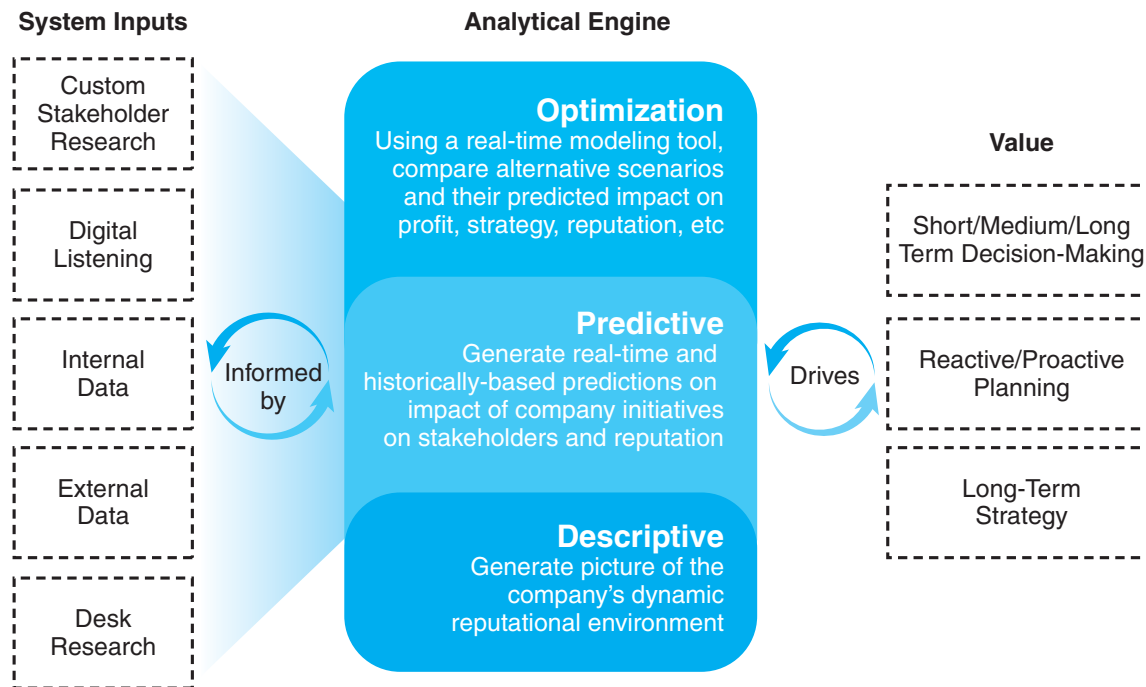 System Inputs
Custom
Stakeholder
Research
Digital
Listening
Internal
Data
External
Data
Desk
Research
Informed
by
Analytical Engine
Optimization
Using a real-time modeling tool,
compare alternative scenarios
and their predicted impact on
profit, strategy, reputation, etc
Predictive
Generate real-time and
historically-based predictions on
impact of company initiatives
on stakeholders and reputation
Descriptive
Generate picture of the
company’s dynamic
reputational environment
Drives
Value
Short/Medium/Long
Term Decision-Making
Reactive/Proactive
Planning
Long-Term
Strategy